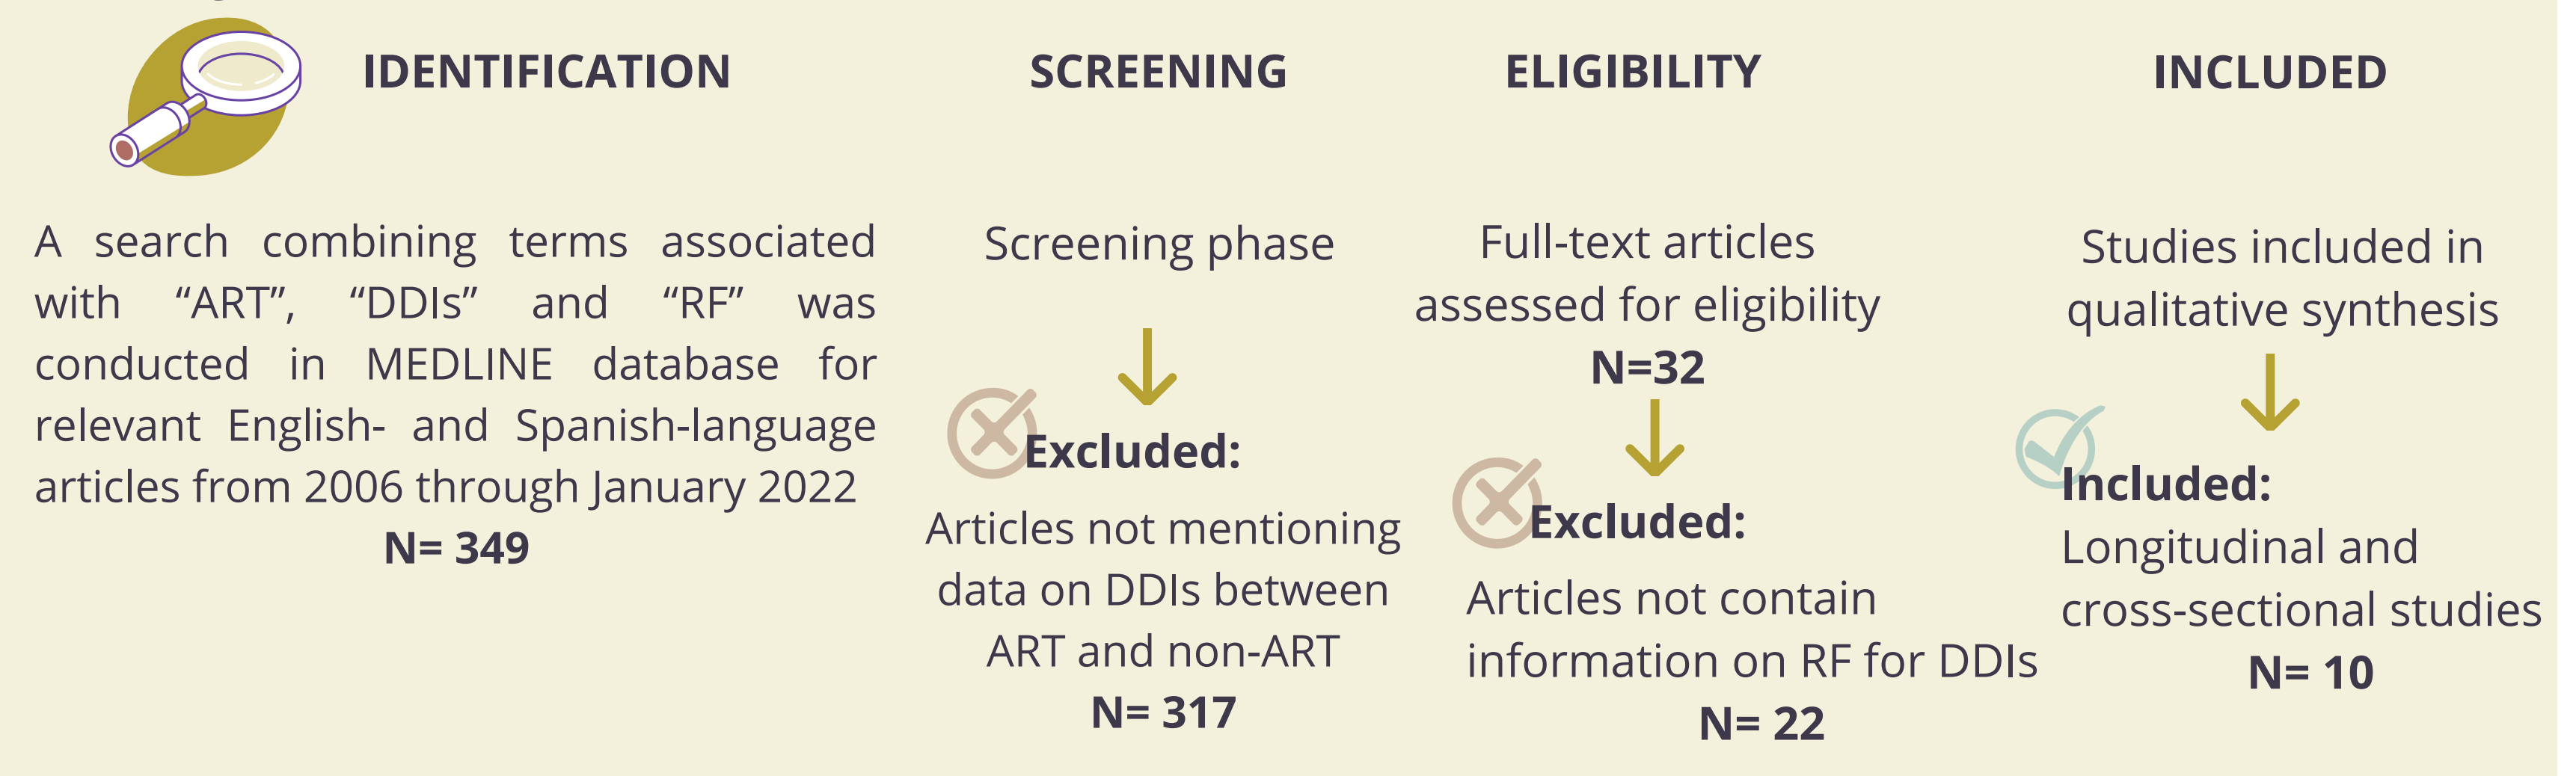 IDENTIFICATION
A search combining terms associated
with “ART”, “DDIs” and “RF” was
conducted in MEDLINE database for
relevant English- and Spanish-language
articles from 2006 through January 2022
N= 349
SCREENING
Screening phase
Excluded:
Articles not mentioning
data on DDIs between
ART and non-ART
N= 317
ELIGIBILITY
Full-text articles
assessed for eligibility
N=32
Excluded:
Articles not contain
information on RF for DDIs
N= 22
INCLUDED
Studies included in
qualitative synthesis
Included:
Longitudinal and
cross-sectional studies
N= 10